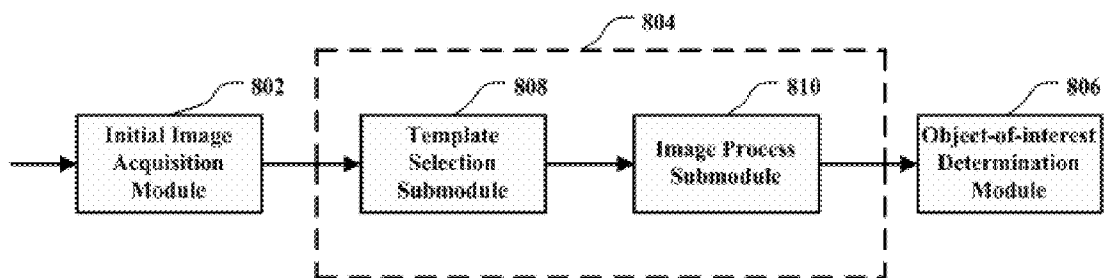 804
802
808
810
806
Initial Image
Acquisition
Module
Template
Selection
Submodule
Image Process
Submodule
Object-of-interest
Determination
Module